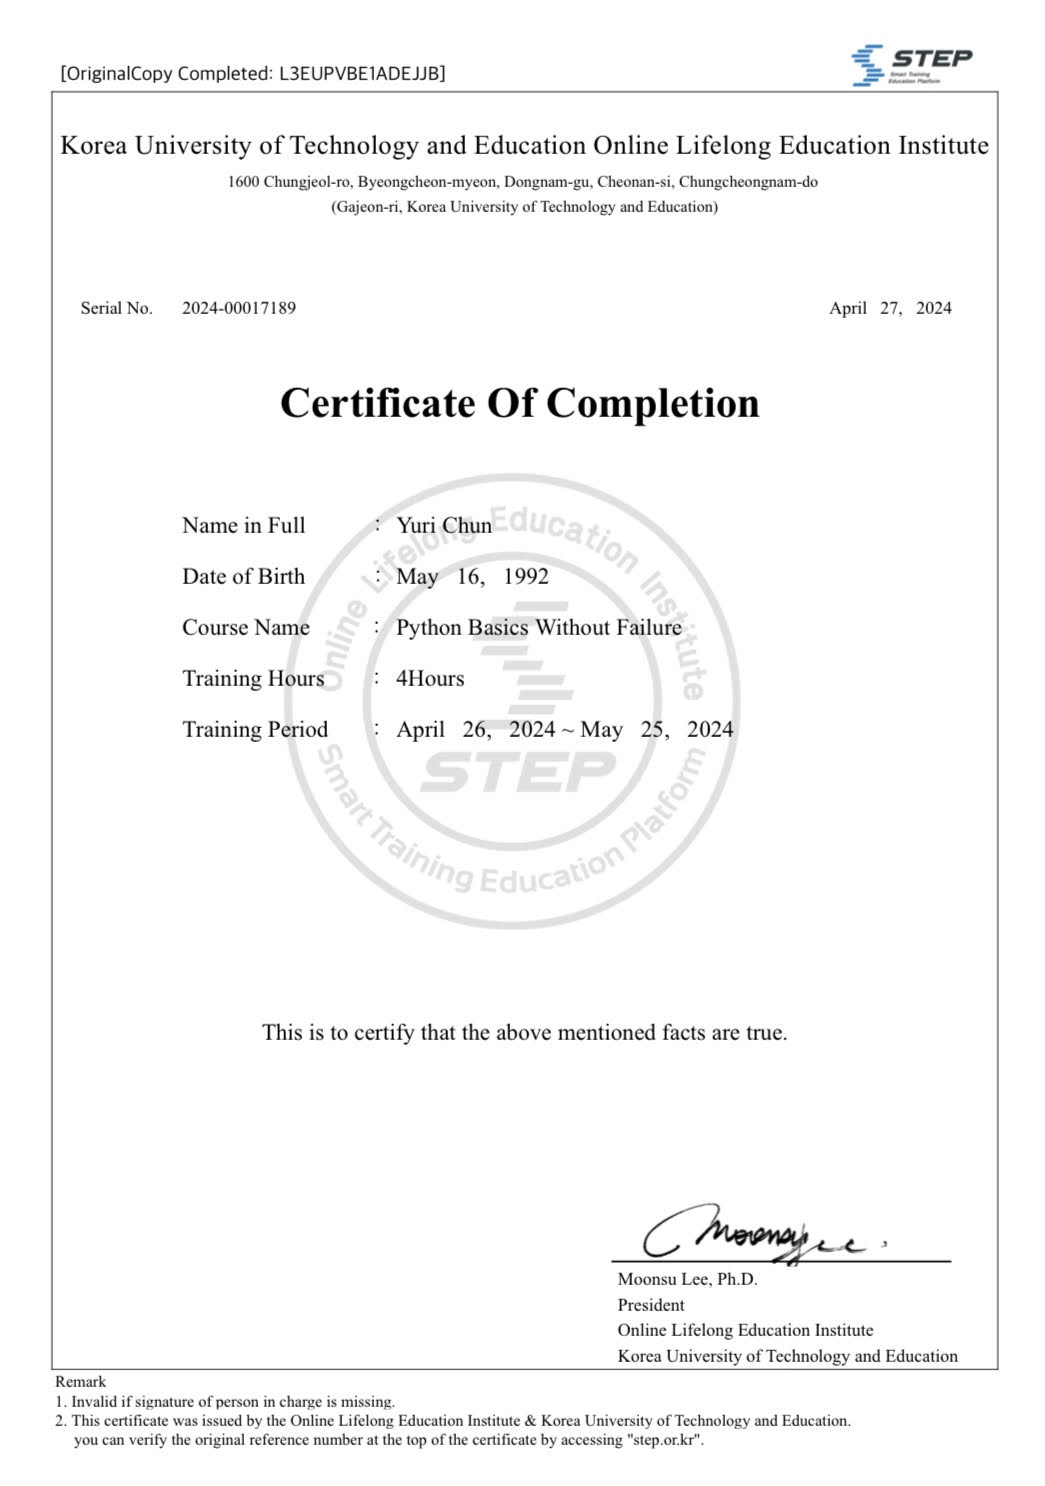 [OriginalCopy Completed: L3EUPVBE1ADEJJB]
STEP
Smart Training
Education Platform
Korea University of Technology and Education Online Lifelong Education Institute
1600 Chungjeol-ro, Byeongcheon-myeon, Dongnam-gu, Cheonan-si, Chungcheongnam-do
(Gajeon-ri, Korea University of Technology and Education)
Serial No. 2024-00017189 April 27, 2024
Certificate Of Completion
Online Lifelong Education Institute
Name in Full : Yuri Chun
Date of Birth : May 16, 1992
Course Name : Python Basics Without Failure
Training Hours : 4Hours
Training Period : April 26, 2024 ~ May 25, 2024
STEP
Smart Training Education Platform
This is to certify that the above mentioned facts are true.
Moonsu Lee, Ph.D.
President
Online Lifelong Education Institute
Korea University of Technology and Education
Remark
1. Invalid if signature of person in charge is missing.
2. This certificate was issued by the Online Lifelong Education Institute & Korea University of Technology and Education.
you can verify the original reference number at the top of the certificate by accessing "step.or.kr".